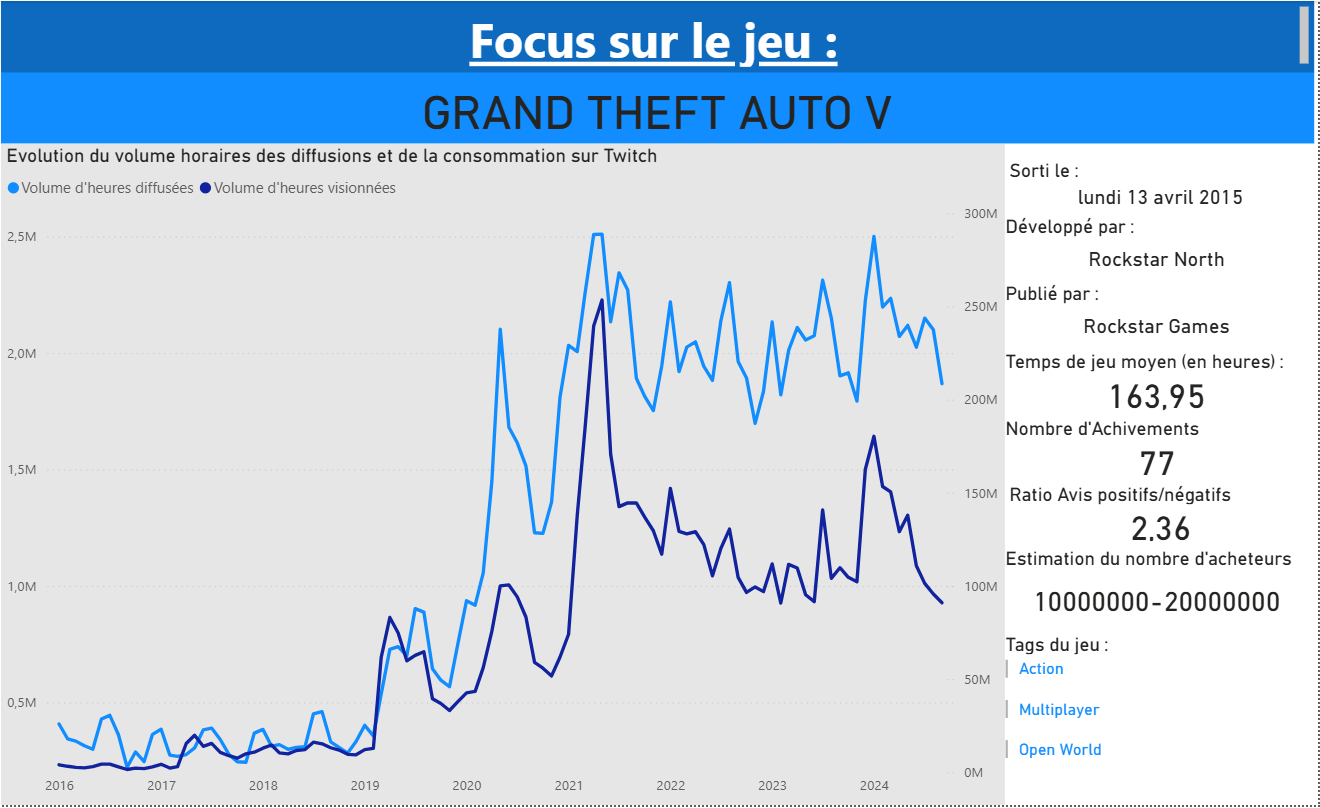 Focus sur le jeu :
GRAND THEFT AUTO V
Evolution du volume horaires des diffusions et de la consommation sur Twitch
Volume d'heures diffusées Volume d'heures visionnées
300M
2,5M
250M
2,0M
200M
1,5M
150M
1,0M
100M
0,5M
50M
0M
2016 2017 2018 2019 2020 2021 2022 2023 2024
Sorti le :
lundi 13 avril 2015
Développé par :
Rockstar North
Publié par :
Rockstar Games
Temps de jeu moyen (en heures) :
163,95
Nombre d'Achivements
77
Ratio Avis positifs/négatifs
2,36
Estimation du nombre d'acheteurs
10000000-20000000
Tags du jeu :
Action
Multiplayer
Open World